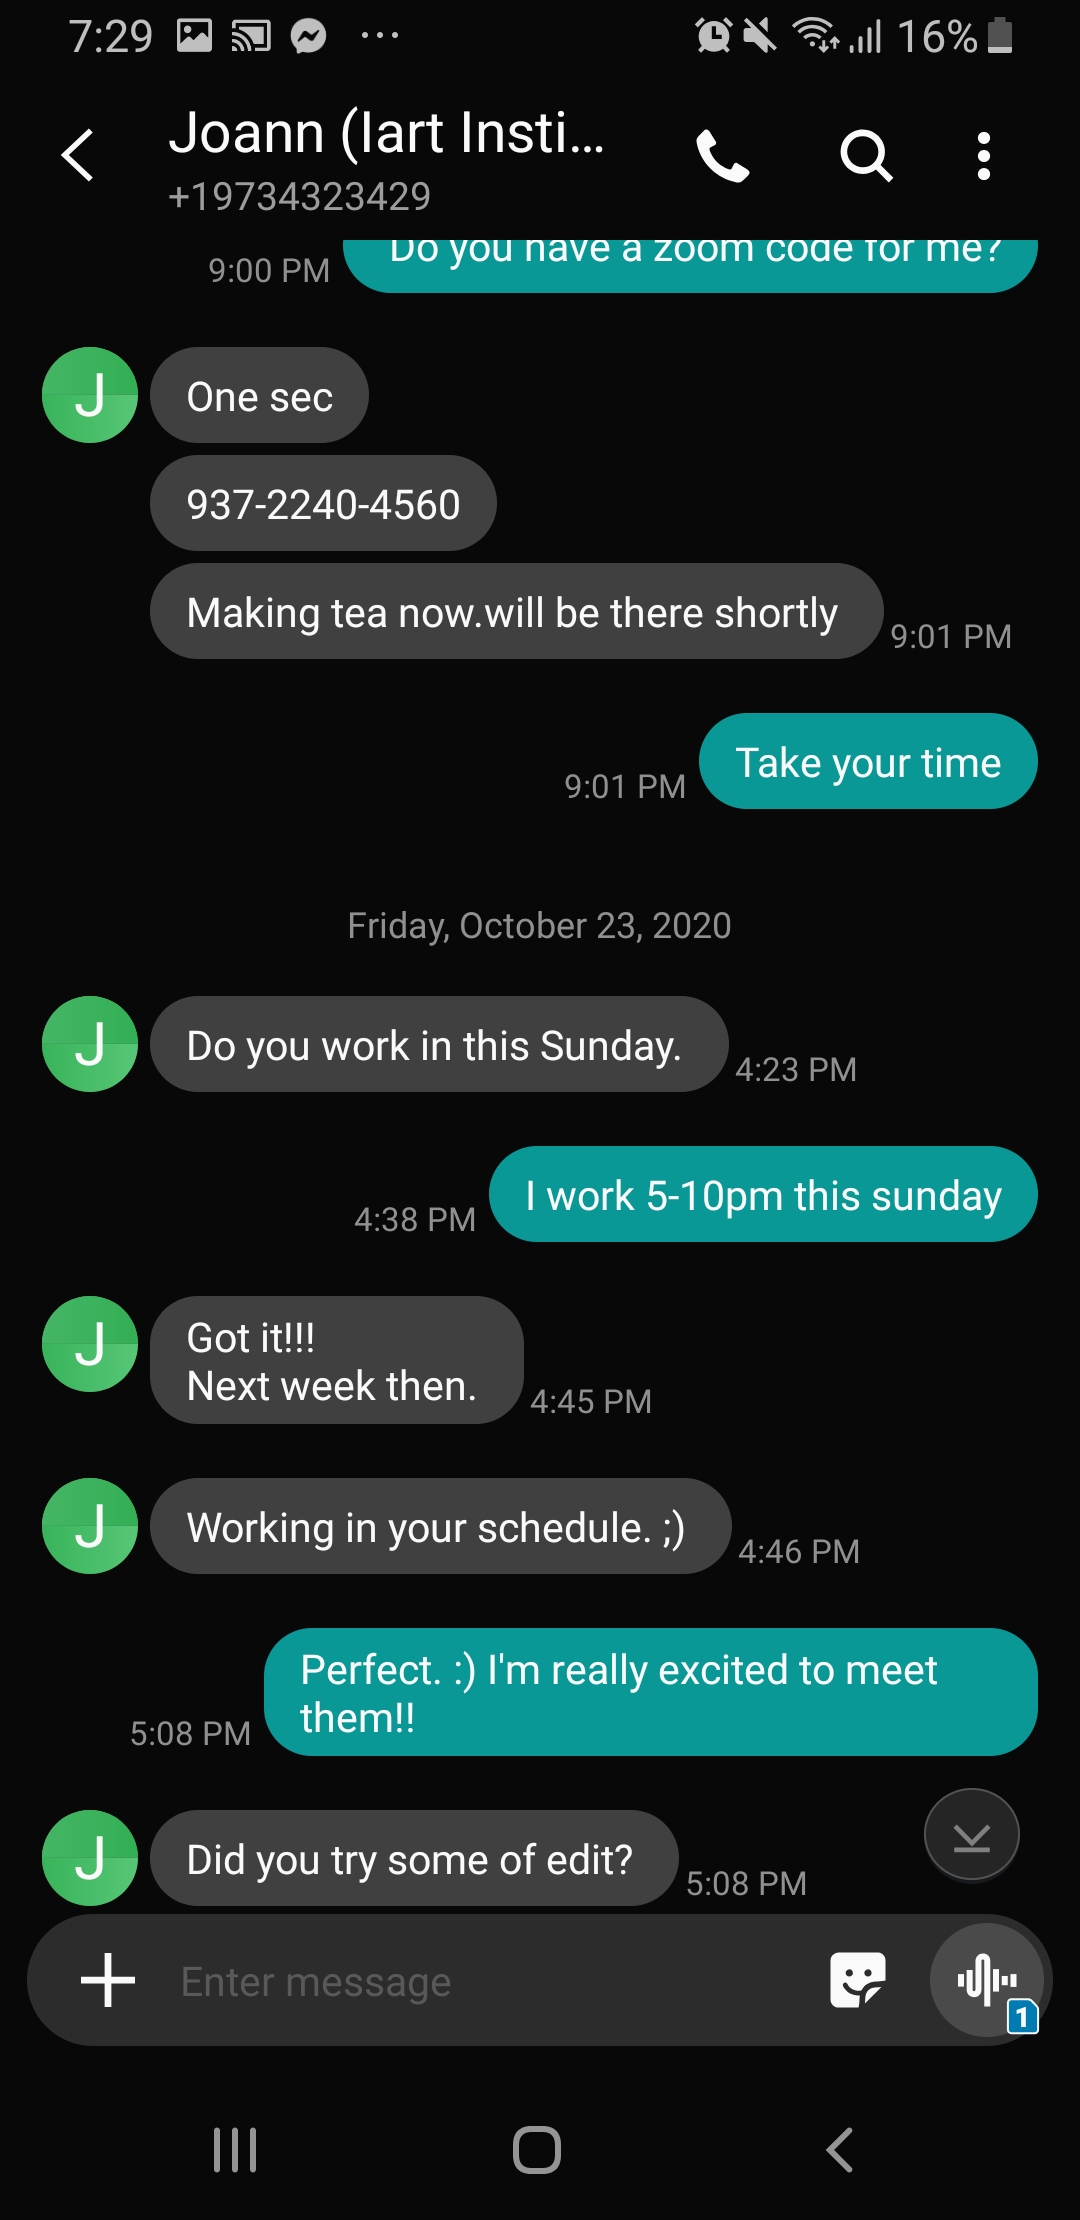 7:29
16%
Joann (Iart Insti...
+19734323429
Do you have a zoom code for me?
9:00 PM
J
One sec
937-2240-4560
Making tea now.will be there shortly
9:01 PM
Take your time
9:01 PM
Friday, October 23, 2020
J
Do you work in this Sunday.
4:23 PM
I work 5-10pm this sunday
4:38 PM
J
Got it!!!
Next week then.
4:45 PM
J
Working in your schedule. ;)
4:46 PM
Perfect. :) I'm really excited to meet
them!!
5:08 PM
J
Did you try some of edit?
5:08 PM
Enter message
1